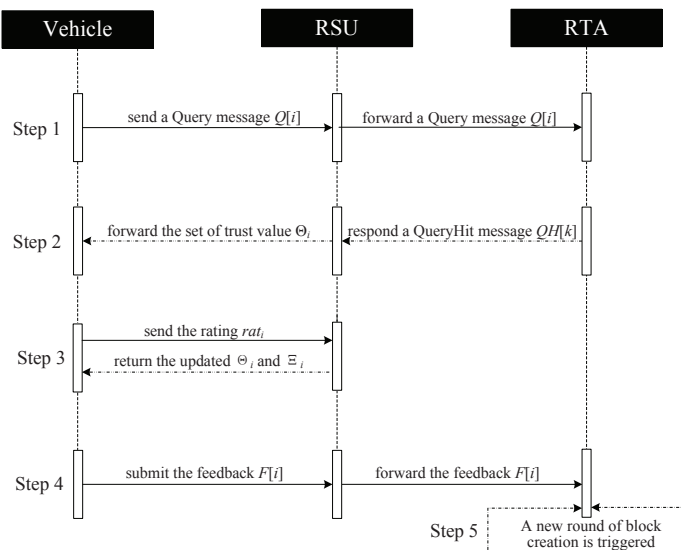 Vehicle
RSU
RTA
Step 1
send a Query message Q[i]
forward a Query message Q[i]
Step 2
forward the set of trust value Θi
respond a QueryHit message QH[k]
Step 3
send the rating rati
return the updated Θi and Ξi
Step 4
submit the feedback F[i]
forward the feedback F[i]
Step 5
A new round of block
creation is triggered